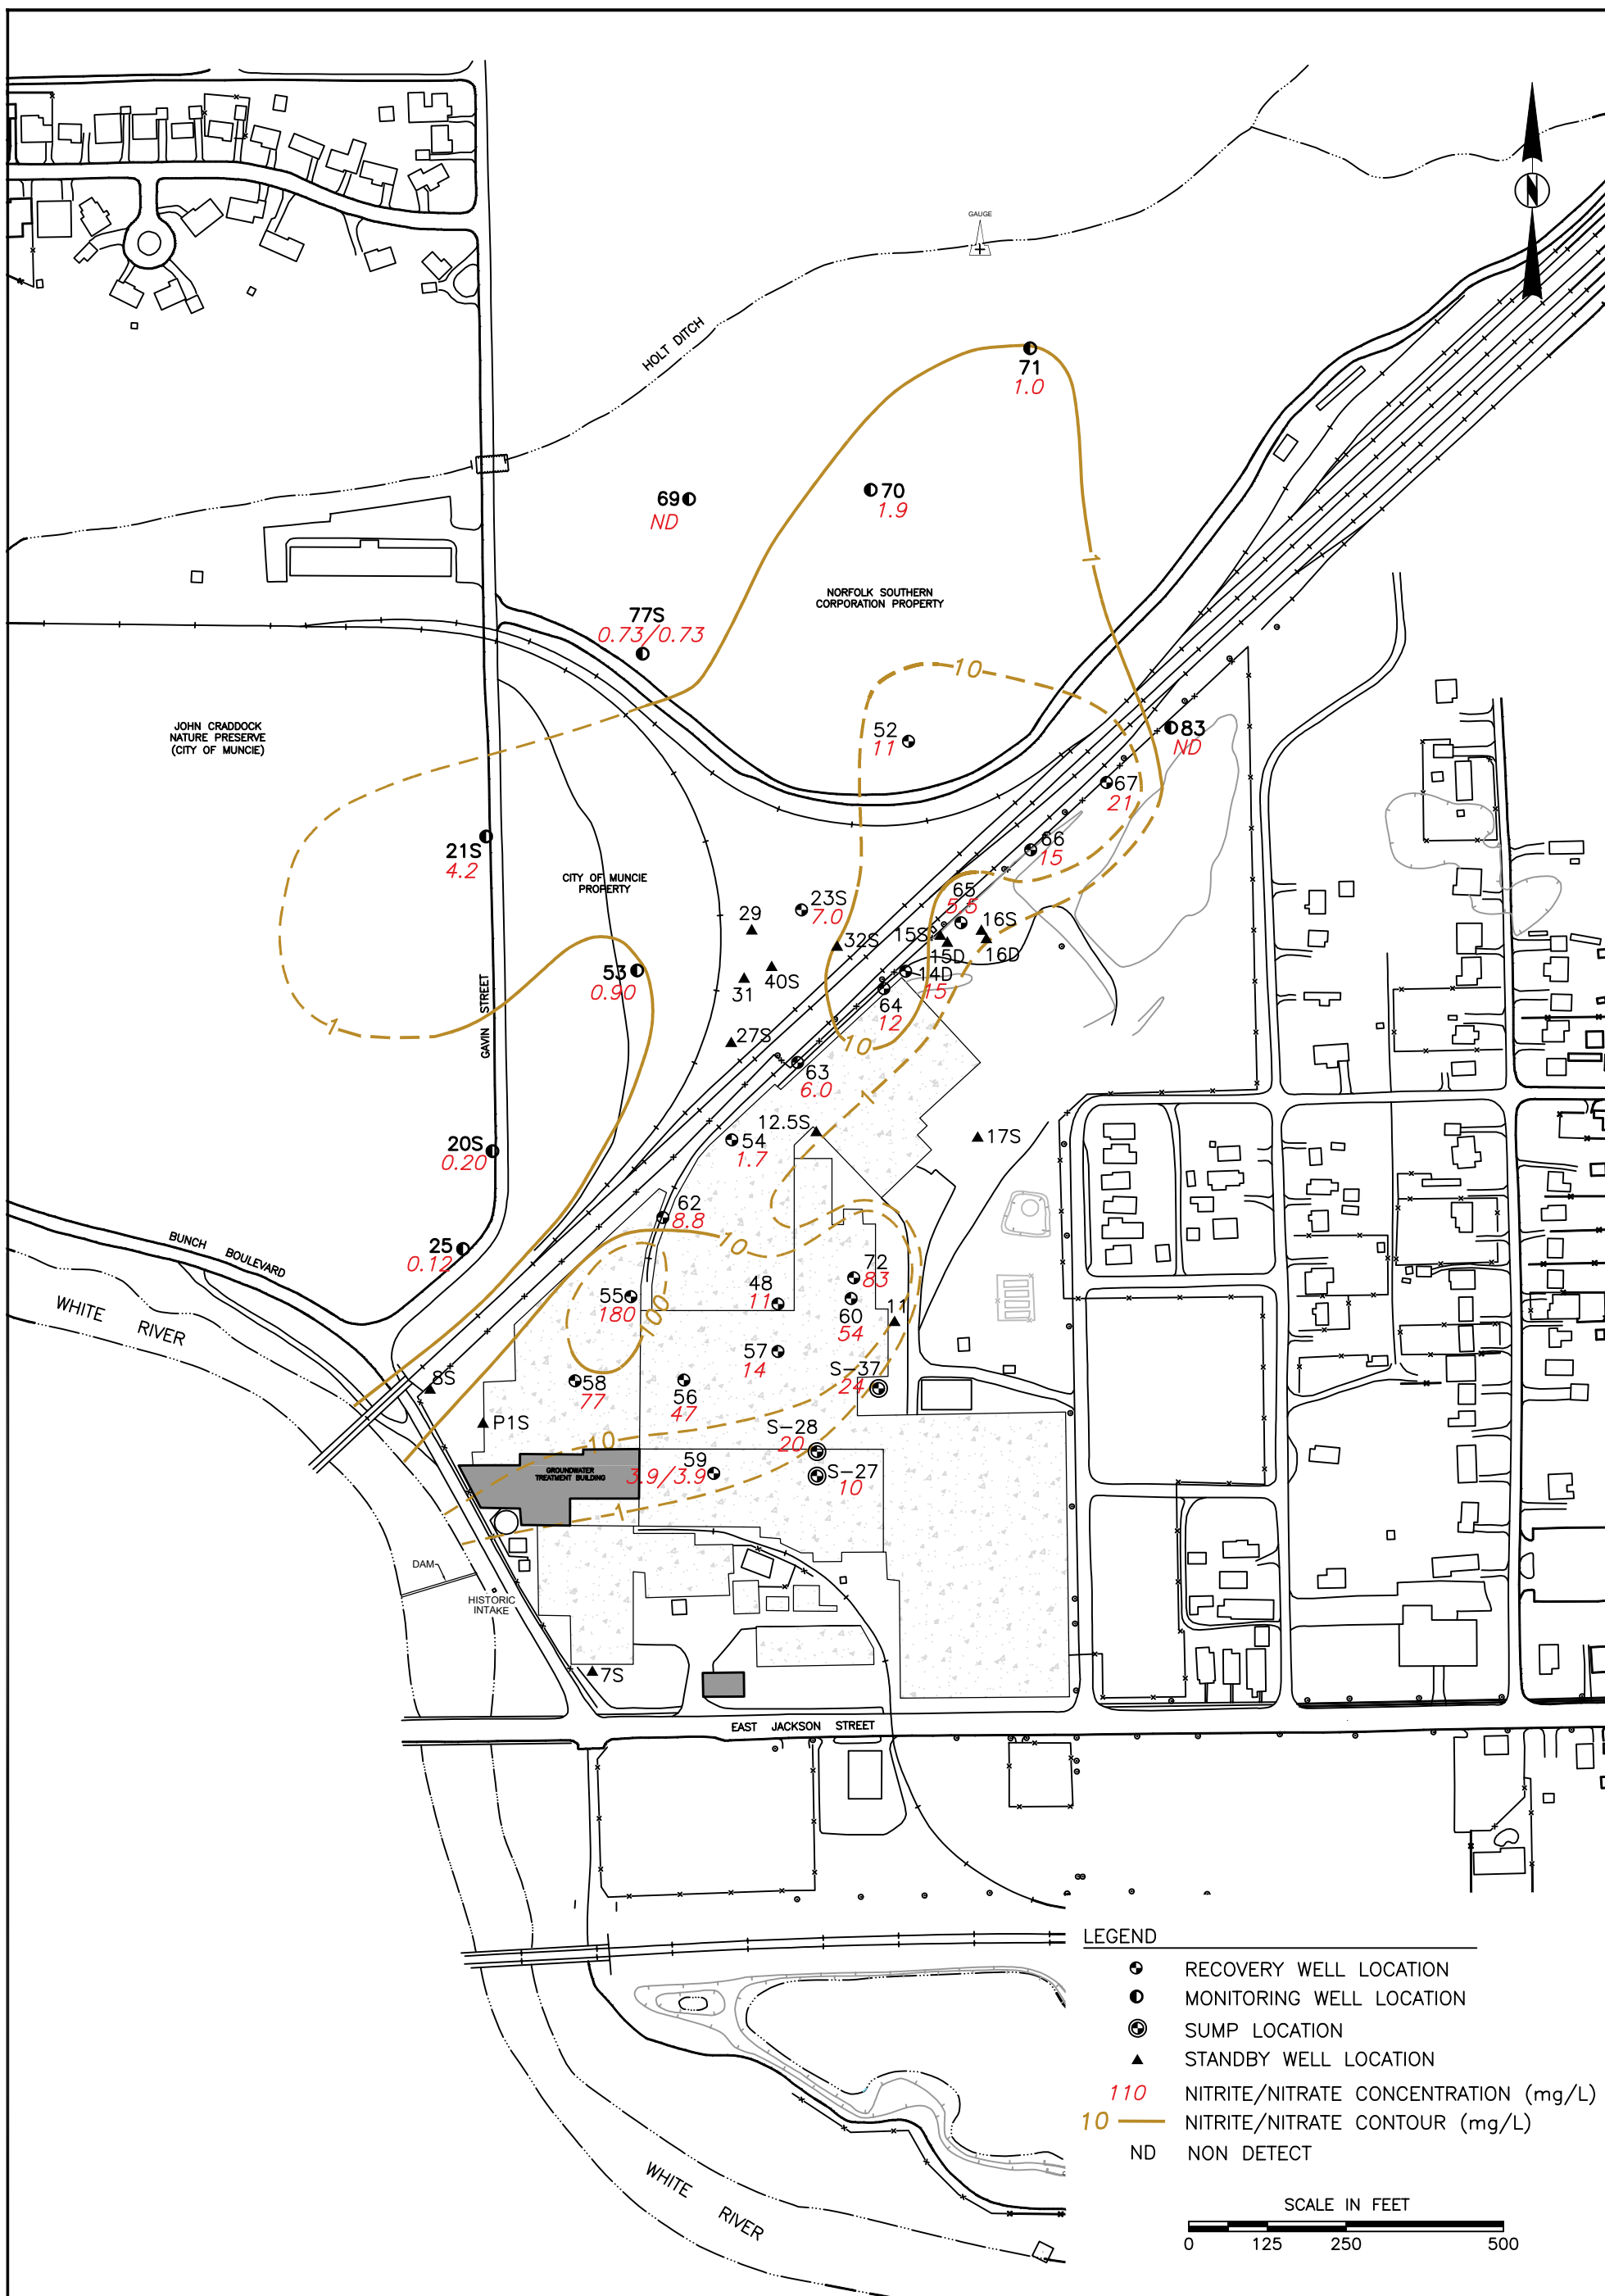 GAUGE
HOLT DITCH
71
1.0
69
ND
70
1.9
NORFOLK SOUTHERN
CORPORATION PROPERTY
1
77S
0.73/0.73
10
JOHN CRADDOCK
NATURE PRESERVE
(CITY OF MUNCIE)
52
11
83
ND
67
21
21S
4.2
66
15
CITY OF MUNCIE
PROPERTY
65
5.5
23S
7.0
29
16S
15S
32S
15D
16D
53
0.90
31
40S
14D
15
64
12
GAVIN STREET
1
27S
10
63
6.0
1
12.5S
17S
54
1.7
20S
0.20
62
8.8
BUNCH BOULEVARD
25
0.12
10
72
83
WHITE RIVER
55
180
100
48
11
60
54
11
57
14
S-37
24
8S
58
77
56
47
P1S
S-28
20
10
59
3.9/3.9
S-27
10
GROUNDWATER
TREATMENT BUILDING
1
DAM
HISTORIC
INTAKE
7S
EAST JACKSON STREET
LEGEND
RECOVERY WELL LOCATION
MONITORING WELL LOCATION
SUMP LOCATION
STANDBY WELL LOCATION
110 NITRITE/NITRATE CONCENTRATION (mg/L)
10 NITRITE/NITRATE CONTOUR (mg/L)
ND NON DETECT
WHITE RIVER
SCALE IN FEET
0 125 250 500